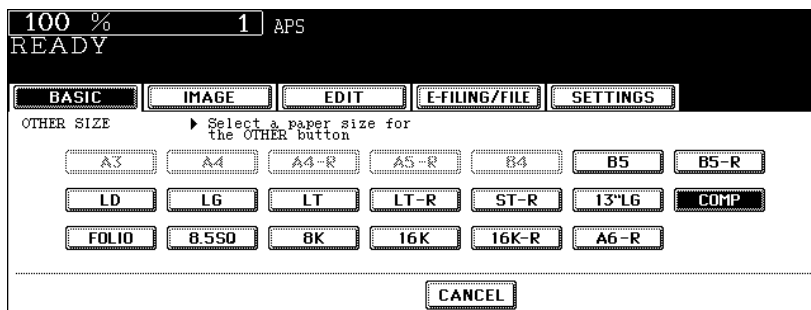 100 % 1 APS
READY
BASIC IMAGE EDIT E-FILING/FILE SETTINGS
OTHER SIZE Select a paper size for
the OTHER button
A3 A4 A4-R A5-R B4 B5 B5-R
LD LG LT LT-R ST-R 13"LG COMP
FOLIO 8.5SQ 8K 16K 16K-R A6-R
CANCEL